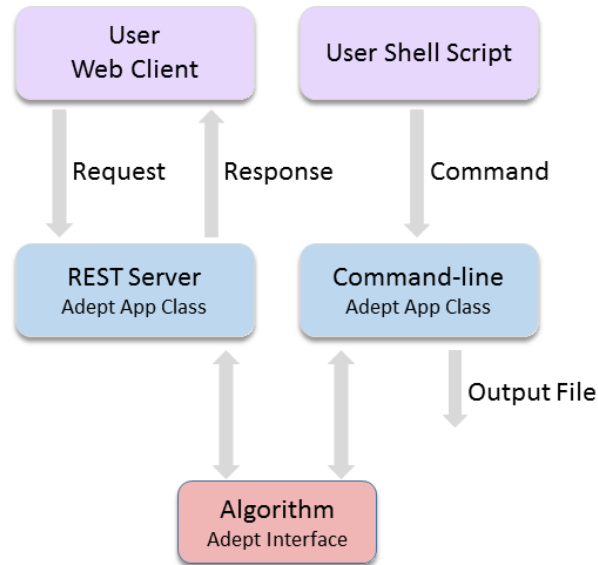 User
Web Client
User Shell Script
Request
Response
Command
REST Server
Adept App Class
Command-line
Adept App Class
Output File
Algorithm
Adept Interface